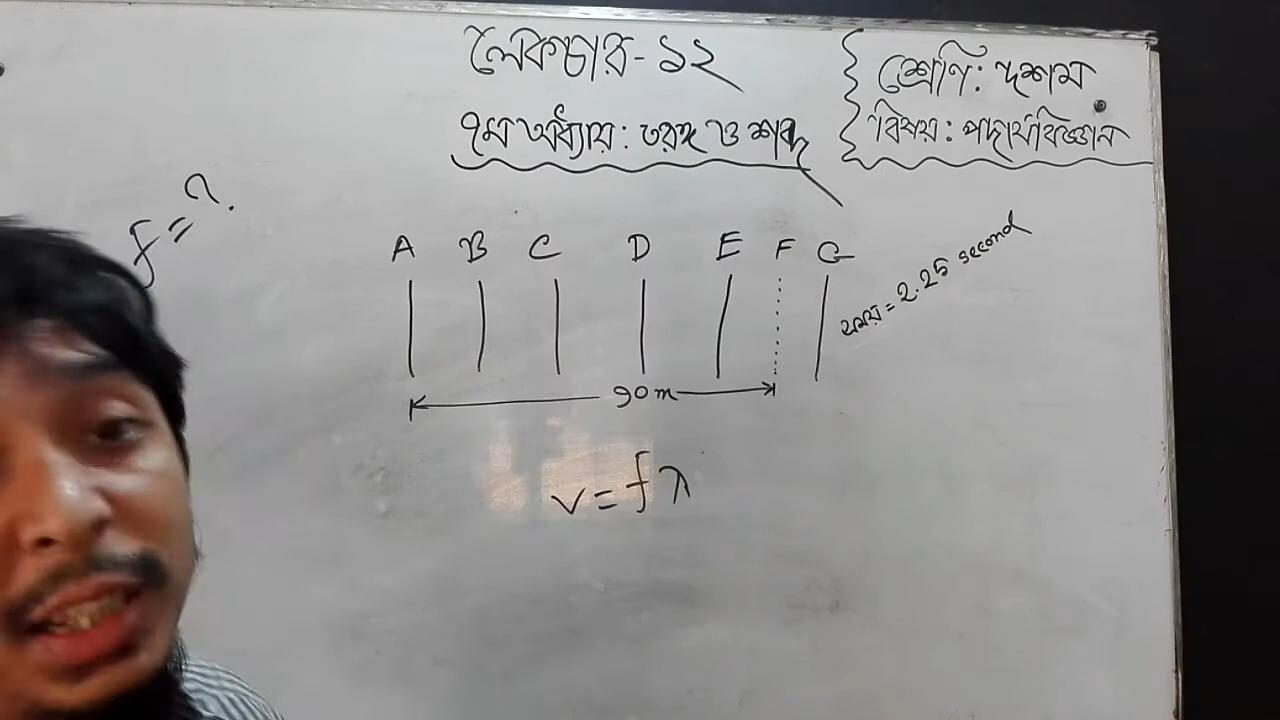 লেকচার-১২
৭ম অধ্যায়: তরঙ্গ ও শব্দ
শ্রেণি: দশম
বিষয়: পদার্থবিজ্ঞান
f = ?
A B C D E F G
সময় = 2.25 second
90m
v = fλ